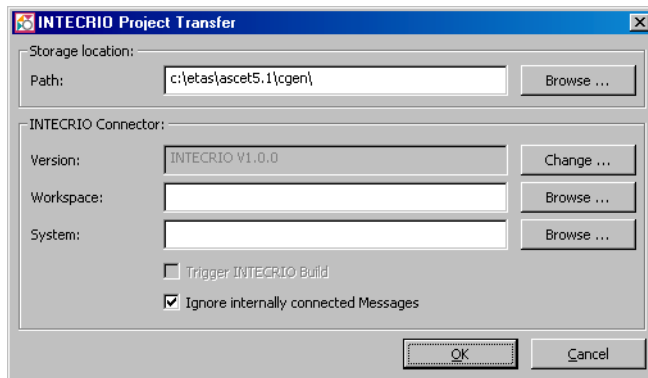 INTECRIO Project Transfer
Storage location:
Path: c:\etas\ascet5.1\cgen\ Browse ...
INTECRIO Connector:
Version: INTECRIO V1.0.0 Change ...
Workspace: Browse ...
System: Browse ...
Trigger INTECRIO Build
Ignore internally connected Messages
OK Cancel